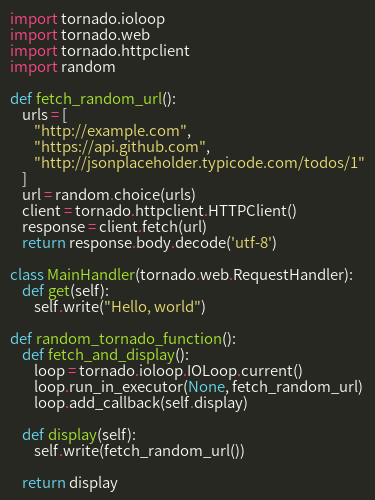 import tornado.ioloop
import tornado.web
import tornado.httpclient
import random

def fetch_random_url():
    urls = [
        "http://example.com",
        "https://api.github.com",
        "http://jsonplaceholder.typicode.com/todos/1"
    ]
    url = random.choice(urls)
    client = tornado.httpclient.HTTPClient()
    response = client.fetch(url)
    return response.body.decode('utf-8')

class MainHandler(tornado.web.RequestHandler):
    def get(self):
        self.write("Hello, world")

def random_tornado_function():
    def fetch_and_display():
        loop = tornado.ioloop.IOLoop.current()
        loop.run_in_executor(None, fetch_random_url)
        loop.add_callback(self.display)

    def display(self):
        self.write(fetch_random_url())

    return display